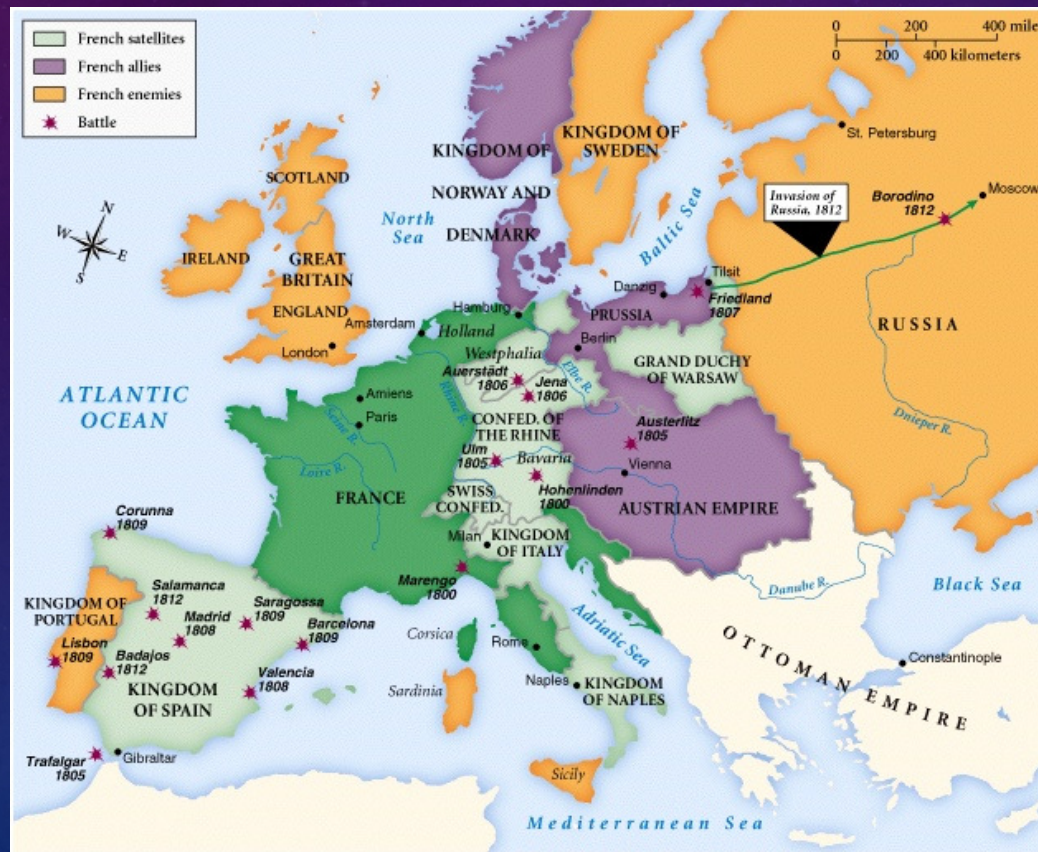 French satellites
French allies
French enemies
Battle
0 200 400 miles
0 200 400 kilometers
KINGDOM OF
NORWAY AND
DENMARK
KINGDOM OF
SWEDEN
St. Petersburg
SCOTLAND
North
Sea
Baltic Sea
Invasion of
Russia, 1812
Borodino
1812
Moscow
N
W
E
S
IRELAND
GREAT
BRITAIN
ENGLAND
London
Amsterdam
Hamburg
Holland
Danzig
Tilsit
Friedland
1807
PRUSSIA
Berlin
RUSSIA
Westphalia
Auerstädt
1806
Jena
1806
Elbe R.
GRAND DUCHY
OF WARSAW
ATLANTIC
OCEAN
Amiens
Paris
Seine R.
Rhine R.
Loire R.
CONFED. OF
THE RHINE
Austerlitz
1805
Dnieper R.
Ulm
1805
Bavaria
Vienna
Hohenlinden
1800
FRANCE
SWISS
CONFED.
AUSTRIAN EMPIRE
Corunna
1809
Milan
KINGDOM
OF ITALY
Marengo
1800
Danube R.
Black Sea
KINGDOM OF
PORTUGAL
Salamanca
1812
Madrid
1808
Saragossa
1809
Barcelona
1809
Lisbon
1809
Badajos
1812
Valencia
1808
KINGDOM
OF SPAIN
Corsica
Rome
Adriatic Sea
Sardinia
Naples
KINGDOM
OF NAPLES
OTTOMAN EMPIRE
Constantinople
Trafalgar
1805
Gibraltar
Sicily
Mediterranean Sea